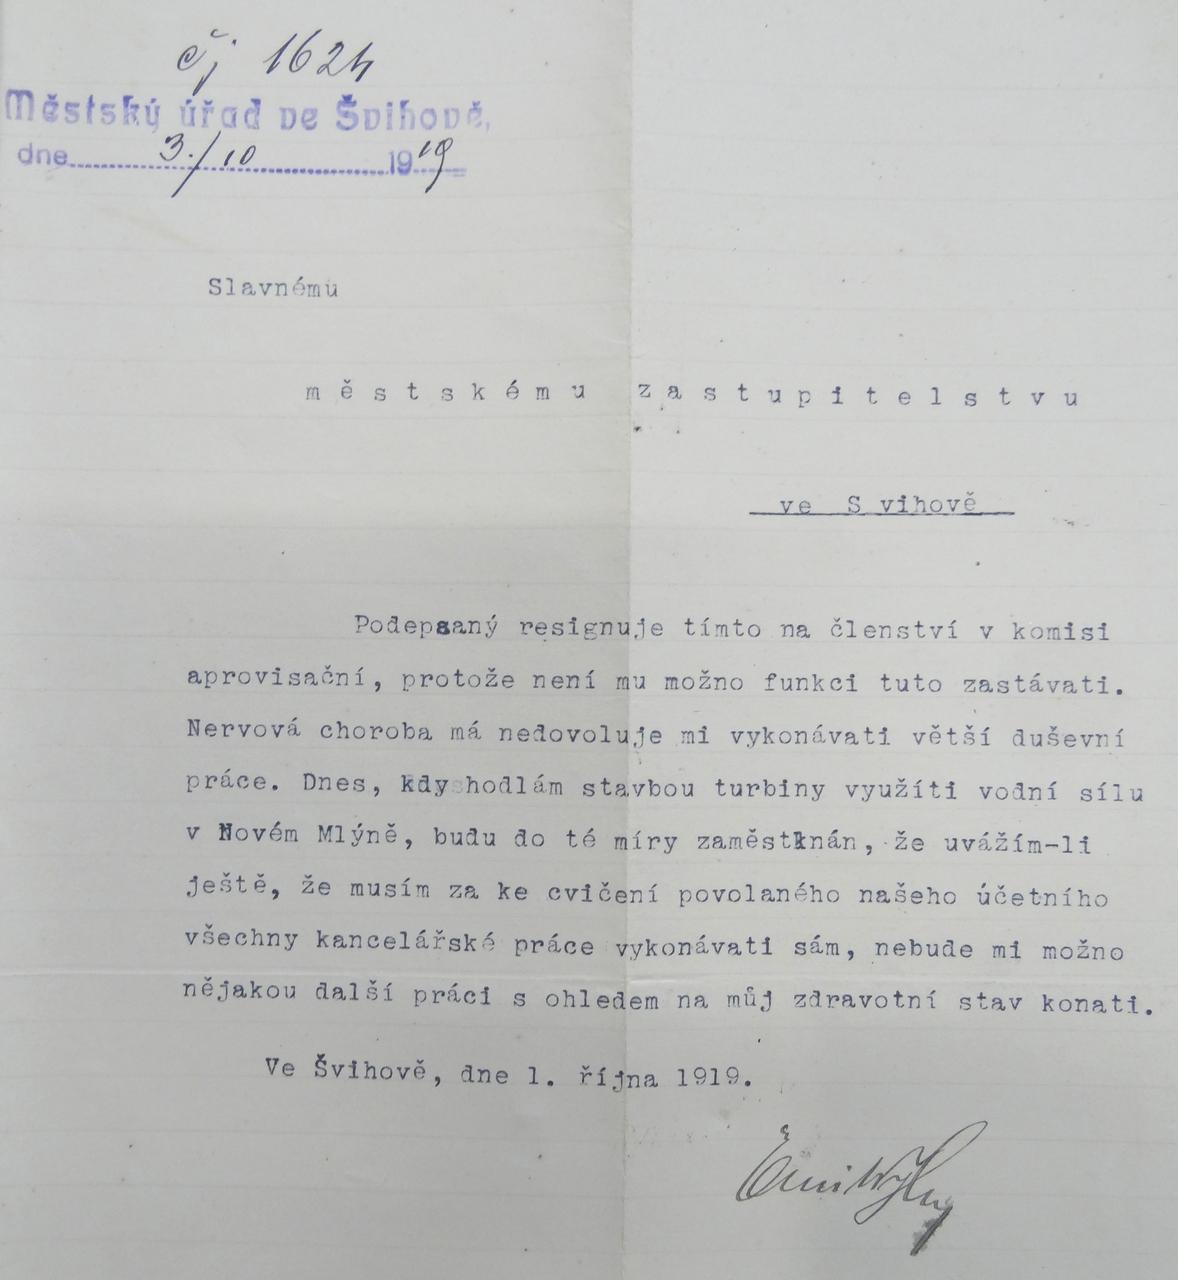 čj 1624
Městský úřad ve Švihově,
dne 3./10 1919
Slavnému
městskému zastupitelstvu
ve Svihově
Podepsaný resignuje tímto na členství v komisi
aprovisační, protože není mu možno funkci tuto zastávati.
Nervová choroba má nedovoluje mi vykonávati větší duševní
práce. Dnes, kdy hodlám stavbou turbiny využíti vodní sílu
v Novém Mlýně, budu do té míry zaměstknán, že uvážím-li
ještě, že musím za ke cvičení povolaného našeho účetního
všechny kancelářské práce vykonávati sám, nebude mi možno
nějakou další práci s ohledem na můj zdravotní stav konati.
Ve Švihově, dne 1. října 1919.